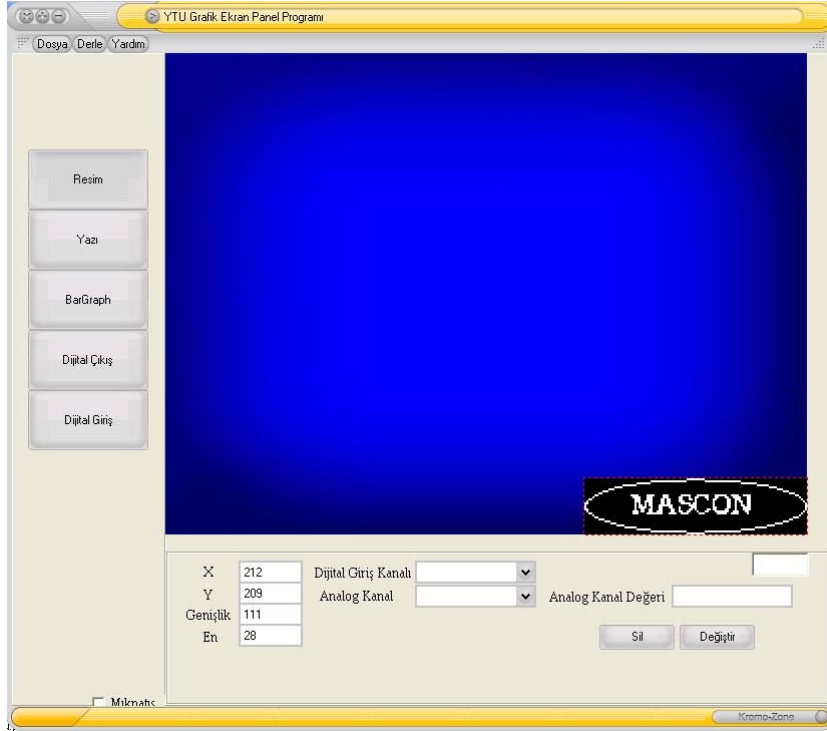 YTU Grafik Ekran Panel Programı
Dosya Derle Yardım
Resim
Yazı
BarGraph
Dijital Çıkış
Dijital Giriş
MASCON
X 212 Dijital Giriş Kanalı
Y 209 Analog Kanal Analog Kanal Değeri
Genişlik 111
En 28
Sil Değiştir
Mıknatıs
Kromo-Zone